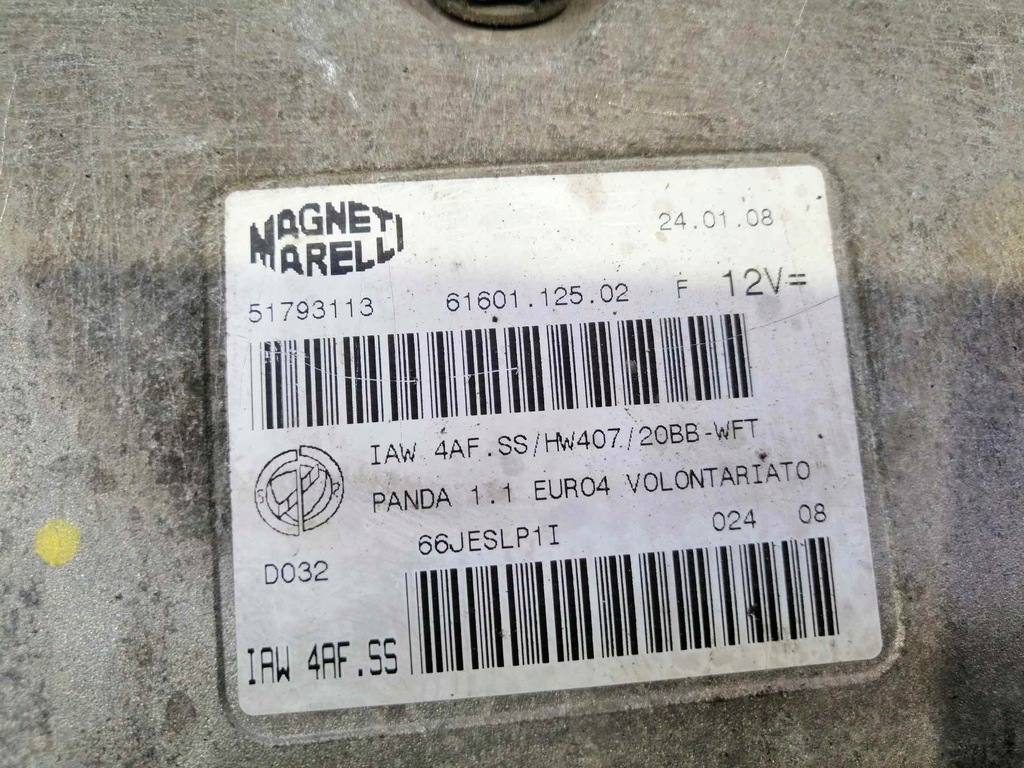 MAGNETI
MARELLI
24.01.08
51793113 61601.125.02 F 12V=
IAW 4AF.SS/HW407/20BB-WFT
PANDA 1.1 EURO4 VOLONTARIATO
66JESLP1I 024 08
D032
IAW 4AF.SS